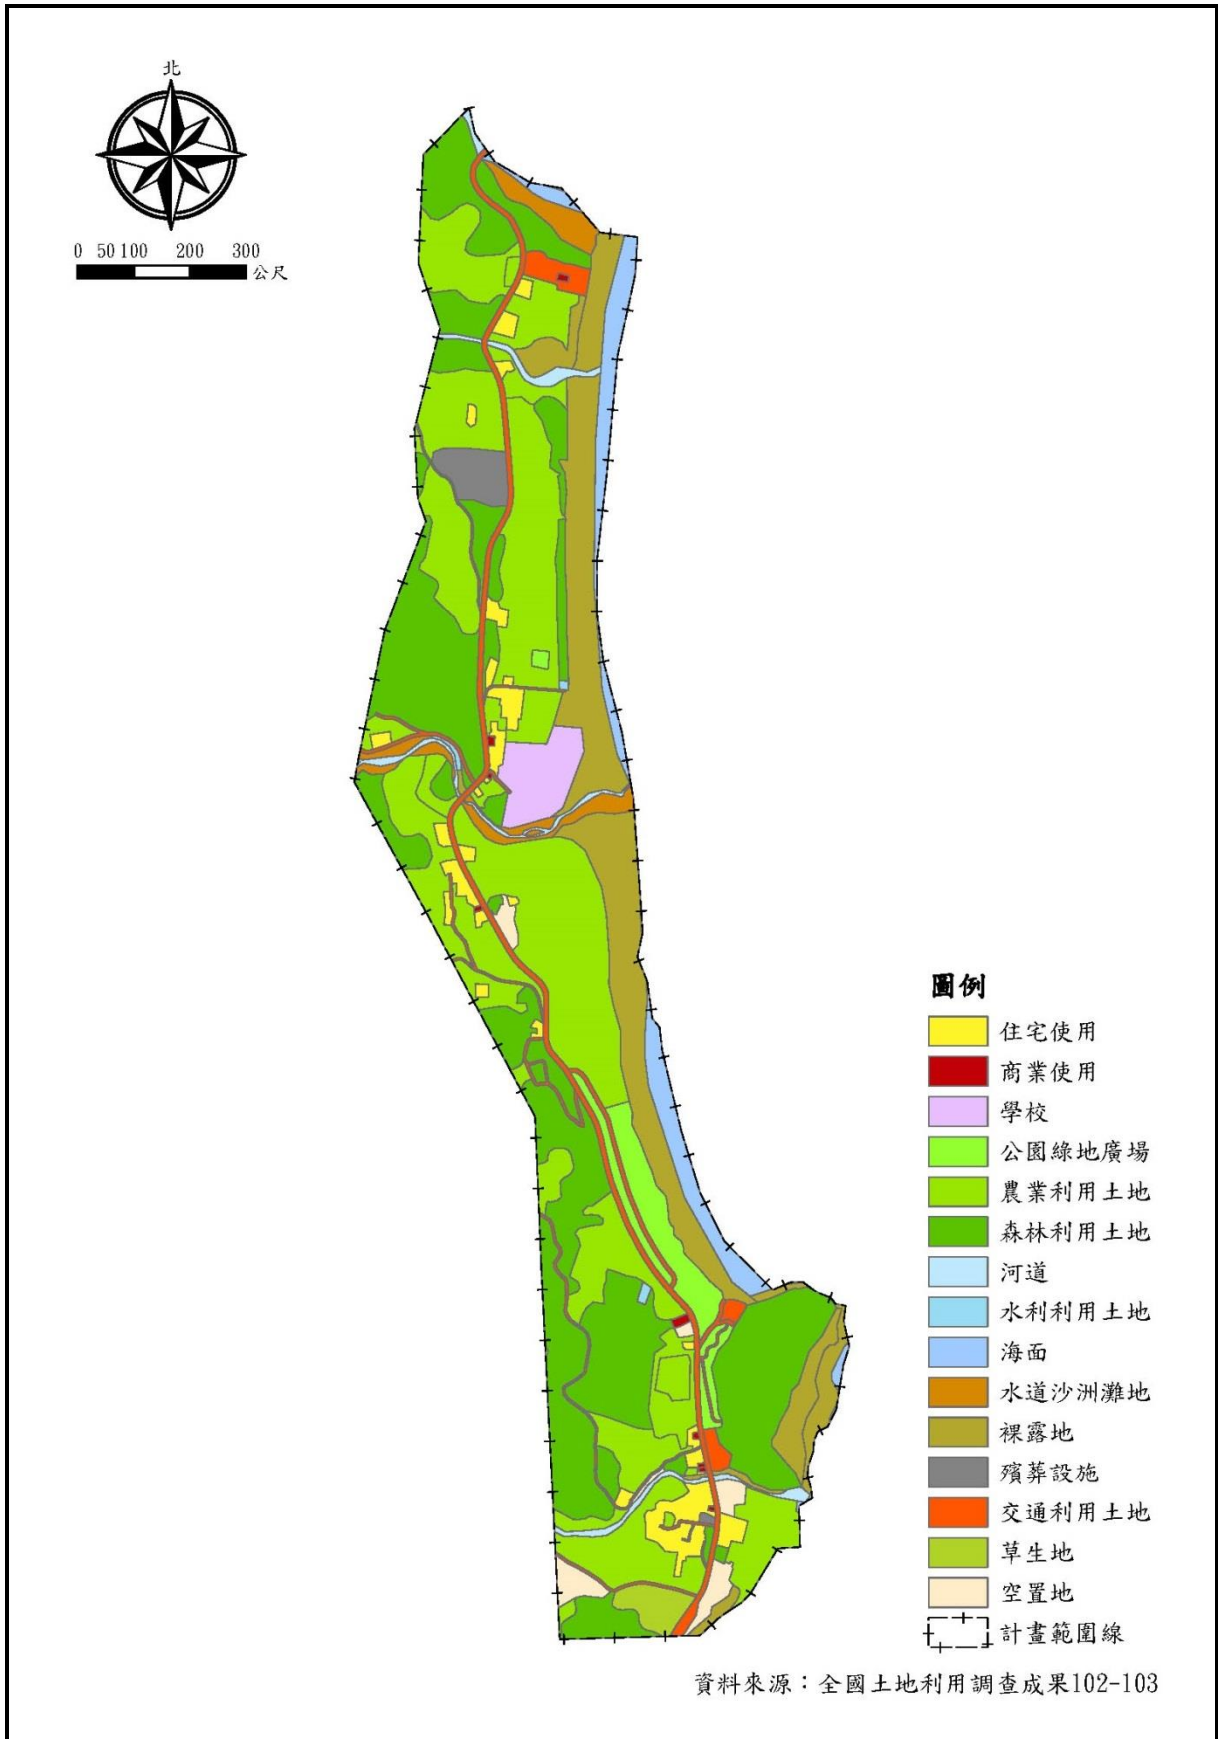 北
0 50 100 200 300
公尺
圖例
住宅使用
商業使用
學校
公園綠地廣場
農業利用土地
森林利用土地
河道
水利利用土地
海面
水道沙洲灘地
裸露地
殯葬設施
交通利用土地
草生地
空置地
計畫範圍線
資料來源：全國土地利用調查成果102-103